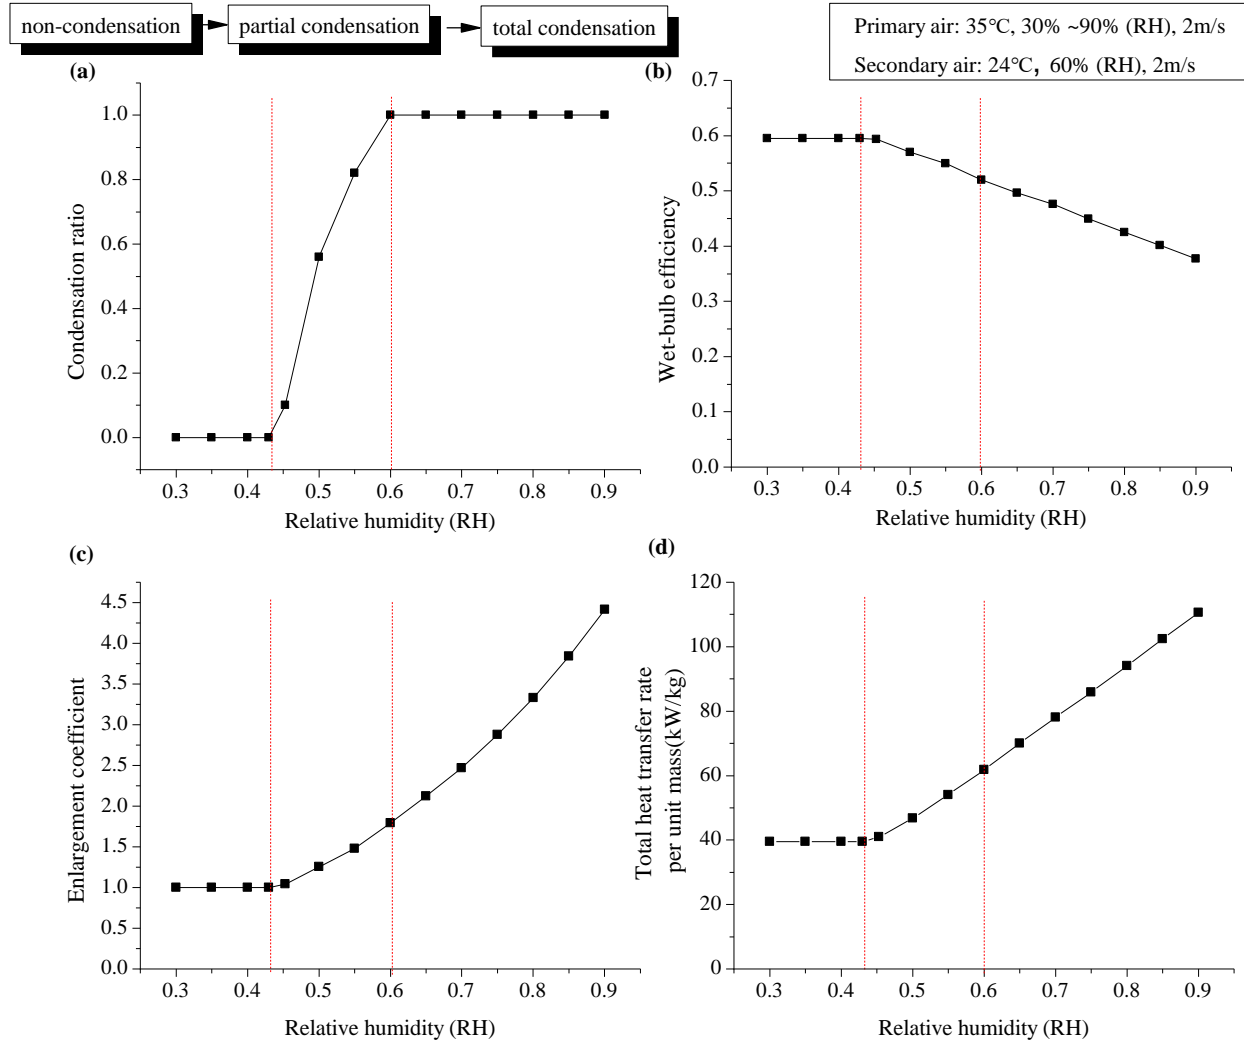 non-condensation
partial condensation
total condensation
Primary air: 35℃, 30% ~90% (RH), 2m/s
Secondary air: 24℃, 60% (RH), 2m/s
(a)
1.0
0.8
0.6
0.4
0.2
0.0
Condensation ratio
0.3 0.4 0.5 0.6 0.7 0.8 0.9
Relative humidity (RH)
(b)
0.7
0.6
0.5
0.4
0.3
0.2
0.1
0.0
Wet-bulb efficiency
0.3 0.4 0.5 0.6 0.7 0.8 0.9
Relative humidity (RH)
(c)
4.5
4.0
3.5
3.0
2.5
2.0
1.5
1.0
0.5
0.0
Enlargement coefficient
0.3 0.4 0.5 0.6 0.7 0.8 0.9
Relative humidity (RH)
(d)
120
100
80
60
40
20
0
Total heat transfer rate
per unit mass(kW/kg)
0.3 0.4 0.5 0.6 0.7 0.8 0.9
Relative humidity (RH)